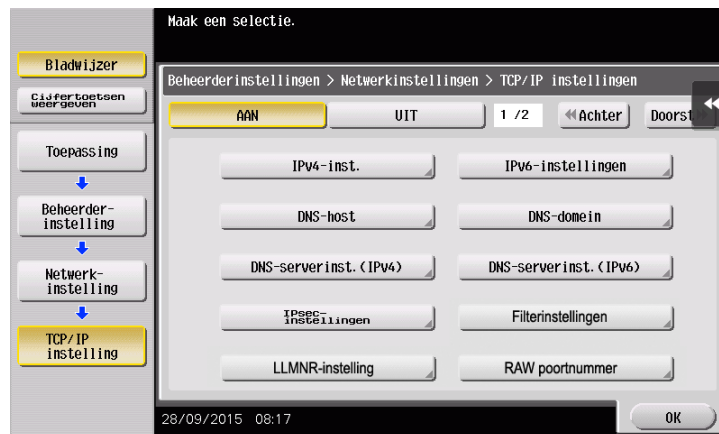 Maak een selectie.
Bladwijzer
Cijfertoetsen
weergeven
Toepassing
Beheerder-
instelling
Netwerk-
instelling
TCP/IP
instelling
Beheerderinstellingen > Netwerkinstellingen > TCP/IP instellingen
AAN UIT 1 /2 Achter Doorst
IPv4-inst. IPv6-instellingen
DNS-host DNS-domein
DNS-serverinst.(IPv4) DNS-serverinst.(IPv6)
IPsec-
instellingen
Filterinstellingen
LLMNR-instelling RAW poortnummer
28/09/2015 08:17 OK